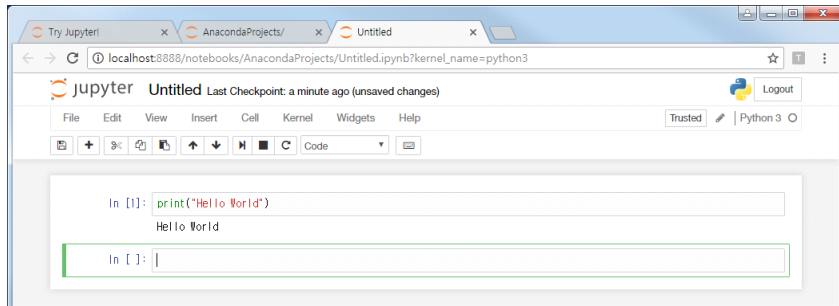 Try Jupyter! AnacondaProjects/ Untitled
localhost:8888/notebooks/AnacondaProjects/Untitled.ipynb?kernel_name=python3 T
jupyter Untitled Last Checkpoint: a minute ago (unsaved changes) Logout
File Edit View Insert Cell Kernel Widgets Help Trusted Python 3
Code
In [1]: print("Hello World")
Hello World
In [ ]: